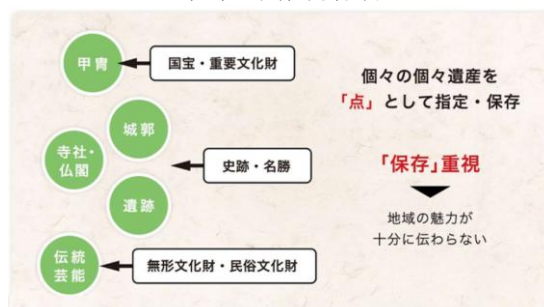 甲冑
国宝・重要文化財
城郭
寺社・
仏閣
史跡・名勝
遺跡
伝統
芸能
無形文化財・民俗文化財
個々の個々遺産を
「点」として指定・保存
「保存」重視
地域の魅力が
十分に伝わらない